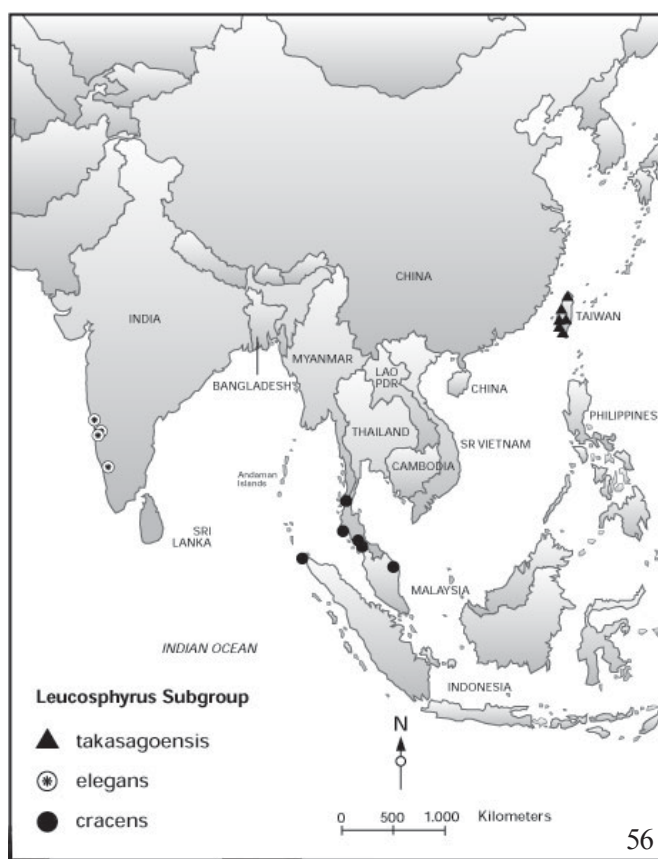 CHINA
TAIWAN
INDIA
MYANMAR
BANGLADESH
LAO
PDR
CHINA
THAILAND
PHILIPPINES
SR VIETNAM
CAMBODIA
Andaman
Islands
SRI
LANKA
MALAYSIA
INDIAN OCEAN
INDONESIA
Leucosphyrus Subgroup
takasagoensis
elegans
cracens
N
0 500 1.000 Kilometers
56